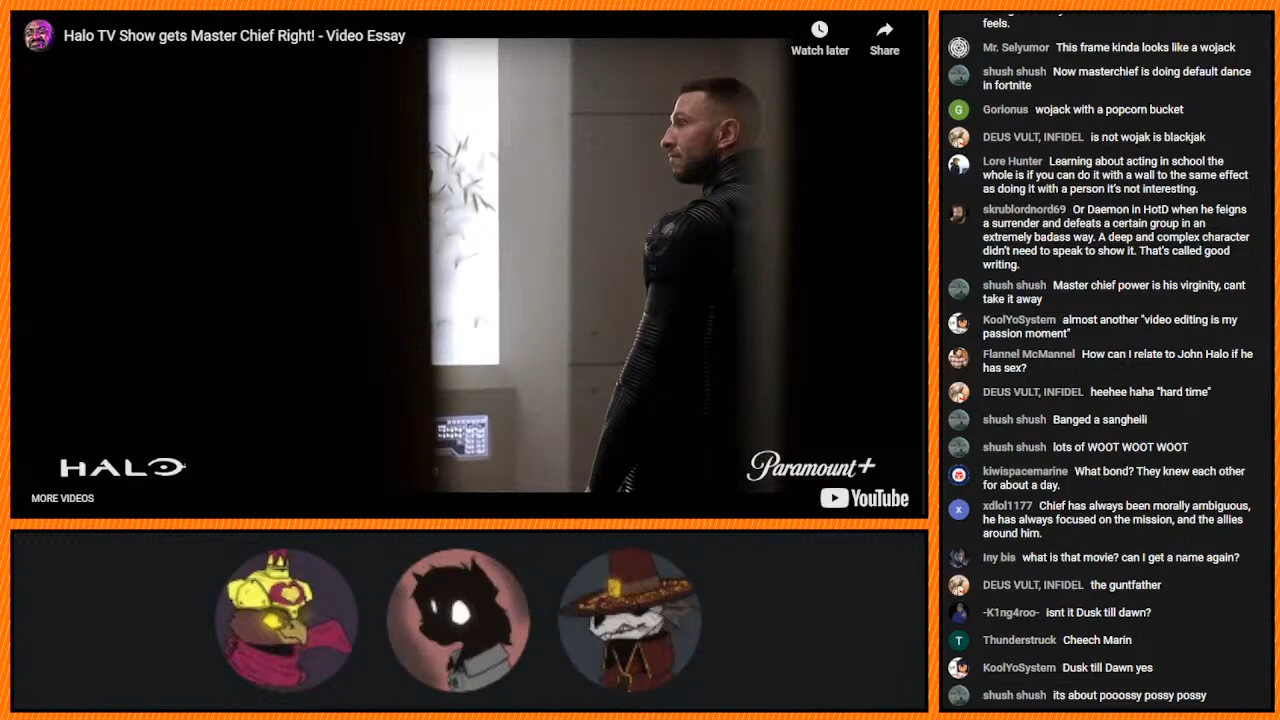 Halo TV Show gets Master Chief Right! - Video Essay
Watch later
Share
HALO
Paramount+
MORE VIDEOS
YouTube
feels.
Mr. Selyumor This frame kinda looks like a wojack
shush shush Now masterchief is doing default dance
in fortnite
G
Gorionus wojack with a popcorn bucket
DEUS VULT, INFIDEL is not wojak is blackjak
Lore Hunter Learning about acting in school the
whole is if you can do it with a wall to the same effect
as doing it with a person it's not interesting.
skrublordnord69 Or Daemon in HotD when he feigns
a surrender and defeats a certain group in an
extremely badass way. A deep and complex character
didn't need to speak to show it. That's called good
writing.
shush shush Master chief power is his virginity, cant
take it away
KoolYoSystem almost another "video editing is my
passion moment"
Flannel McMannel How can I relate to John Halo if he
has sex?
DEUS VULT, INFIDEL heehee haha "hard time"
shush shush Banged a sangheili
shush shush lots of WOOT WOOT WOOT
kiwispacemarine What bond? They knew each other
for about a day.
x
xdlol1177 Chief has always been morally ambiguous,
he has always focused on the mission, and the allies
around him.
Iny bis what is that movie? can I get a name again?
DEUS VULT, INFIDEL the guntfather
-K1ng4roo- isnt it Dusk till dawn?
T
Thunderstruck Cheech Marin
KoolYoSystem Dusk till Dawn yes
shush shush its about pooossy possy possy